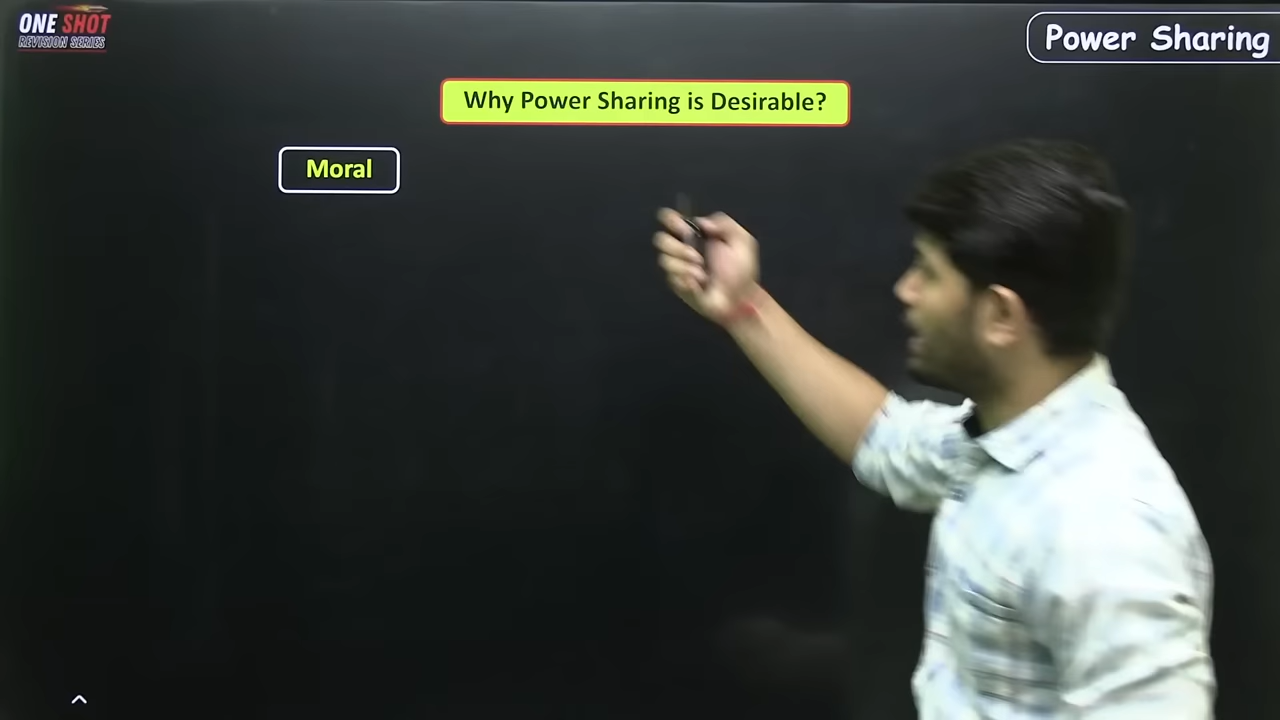 ONE SHOT
REVISION SERIES
Power Sharing
Why Power Sharing is Desirable?
Moral